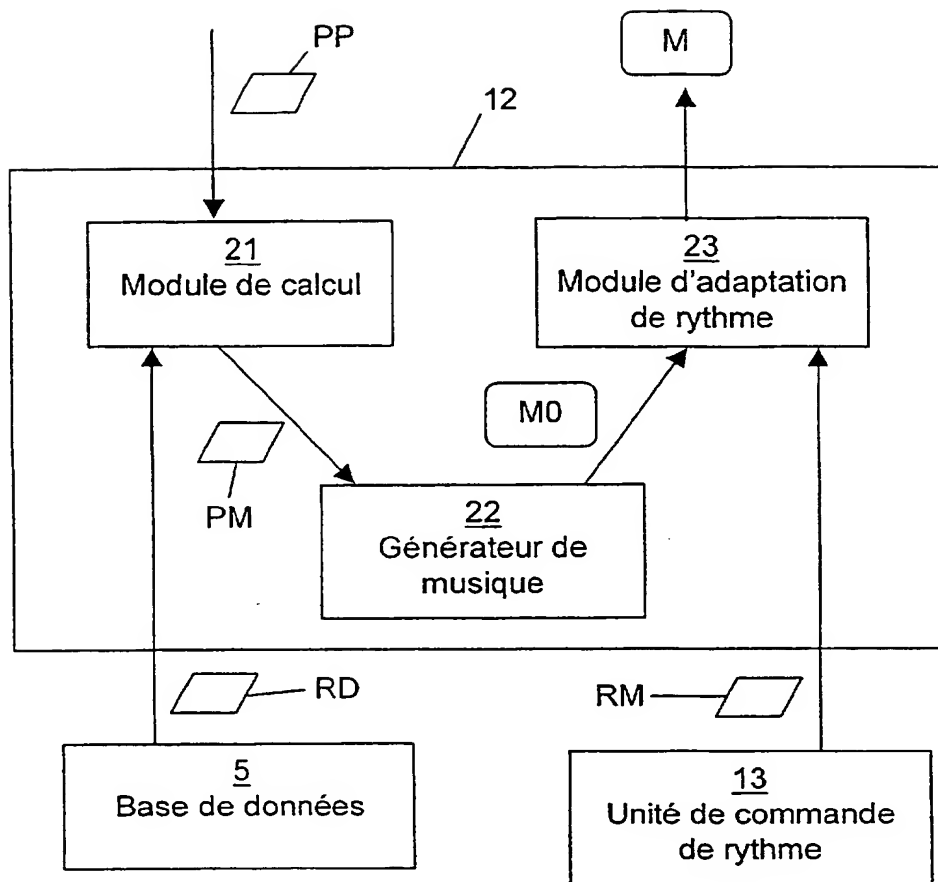 PP
M
12
21
Module de calcul
23
Module d'adaptation
de rythme
M0
PM
22
Générateur de
musique
RD
RM
5
Base de données
13
Unité de commande
de rythme